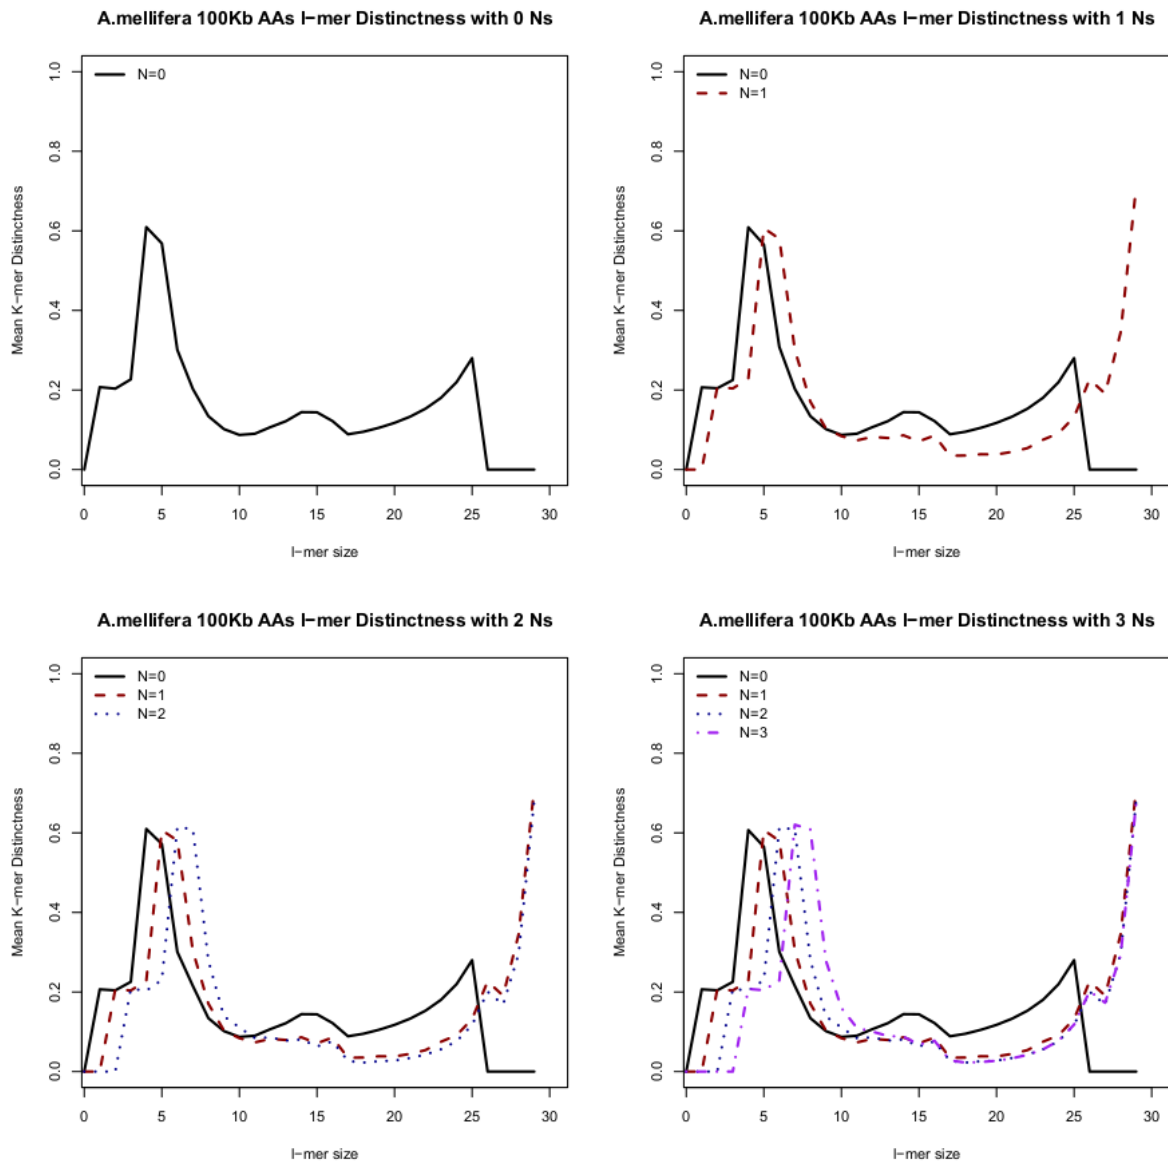 A.mellifera 100Kb AAs l−mer Distinctness with 0 Ns
N=0
Mean K−mer Distinctness
1.0
0.8
0.6
0.4
0.2
0.0
0 5 10 15 20 25 30
l−mer size
A.mellifera 100Kb AAs l−mer Distinctness with 1 Ns
N=0
N=1
Mean K−mer Distinctness
1.0
0.8
0.6
0.4
0.2
0.0
0 5 10 15 20 25 30
l−mer size
A.mellifera 100Kb AAs l−mer Distinctness with 2 Ns
N=0
N=1
N=2
Mean K−mer Distinctness
1.0
0.8
0.6
0.4
0.2
0.0
0 5 10 15 20 25 30
l−mer size
A.mellifera 100Kb AAs l−mer Distinctness with 3 Ns
N=0
N=1
N=2
N=3
Mean K−mer Distinctness
1.0
0.8
0.6
0.4
0.2
0.0
0 5 10 15 20 25 30
l−mer size